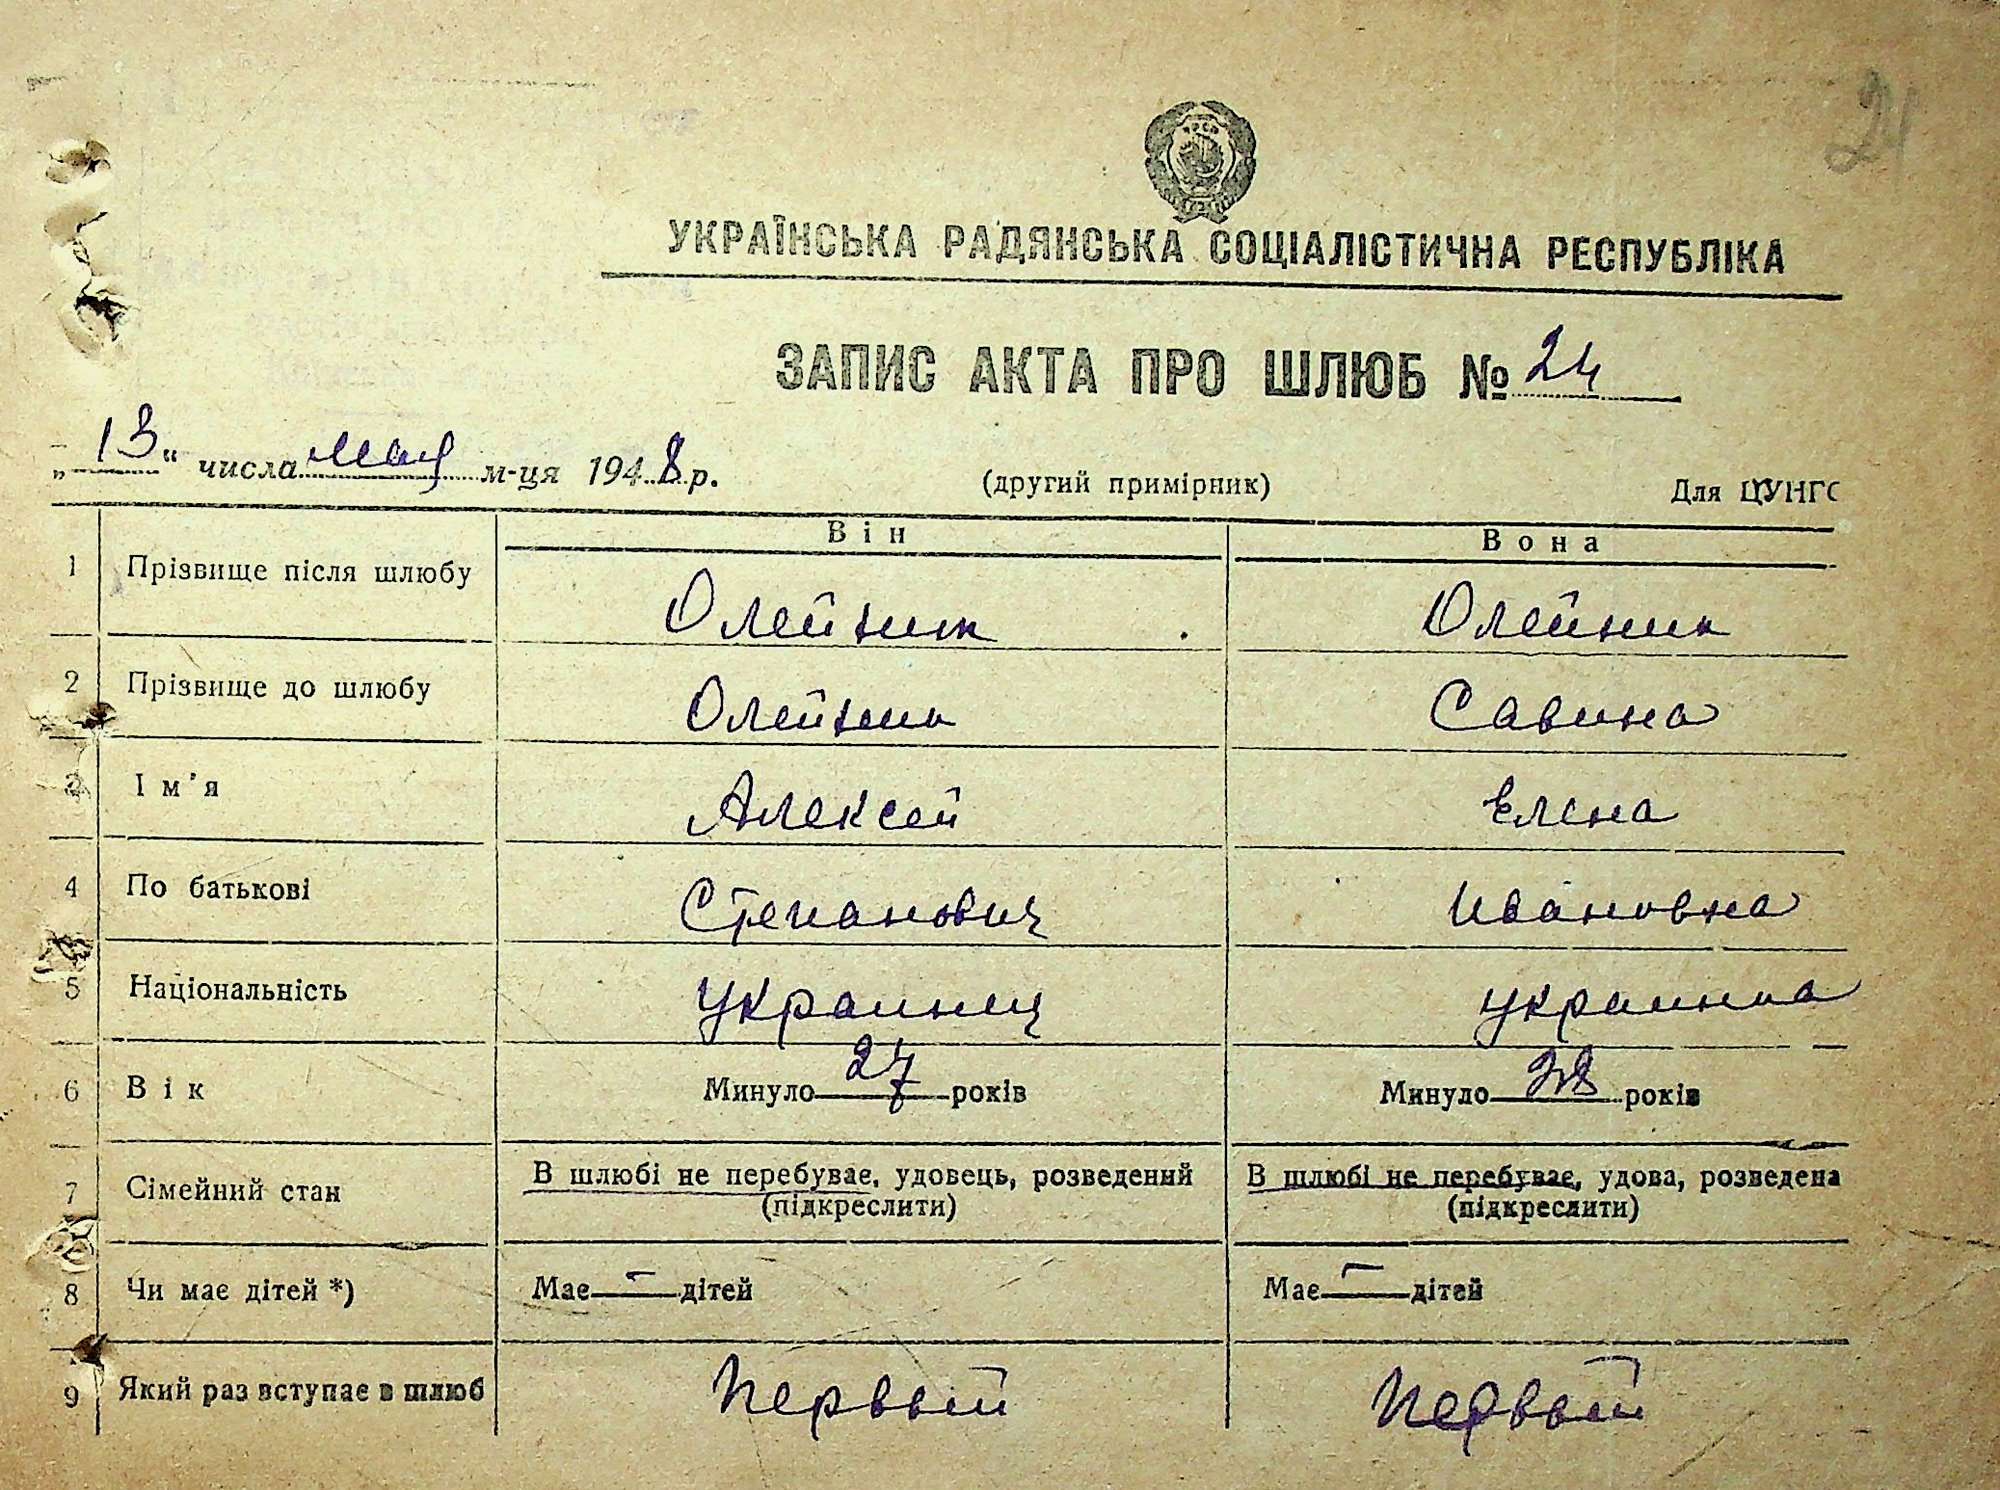 24
УКРАЇНСЬКА РАДЯНСЬКА СОЦІАЛІСТИЧНА РЕСПУБЛІКА
ЗАПИС АКТА ПРО ШЛЮБ № 24
„13“ числа мая м-ця 1948 р. (другий примірник) Для ЦУНГО
Він Вона
1 Прізвище після шлюбу Олейник Олейник
2 Прізвище до шлюбу Олейник Савина
3 Ім'я Алексей Елена
4 По батькові Степанович Ивановна
5 Національність украинец украинка
6 Вік Минуло 27 років Минуло 28 років
7 Сімейний стан В шлюбі не перебуває, удовець, розведений В шлюбі не перебуває, удова, розведена
(підкреслити) (підкреслити)
8 Чи має дітей *) Має — дітей Має — дітей
9 Який раз вступає в шлюб Первый Первый